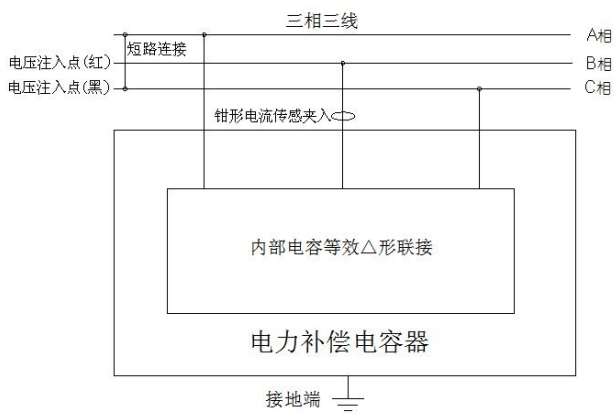 三相三线
A相
短路连接
电压注入点(红)
B相
电压注入点(黑)
C相
钳形电流传感夹入
内部电容等效△形联接
电力补偿电容器
接地端